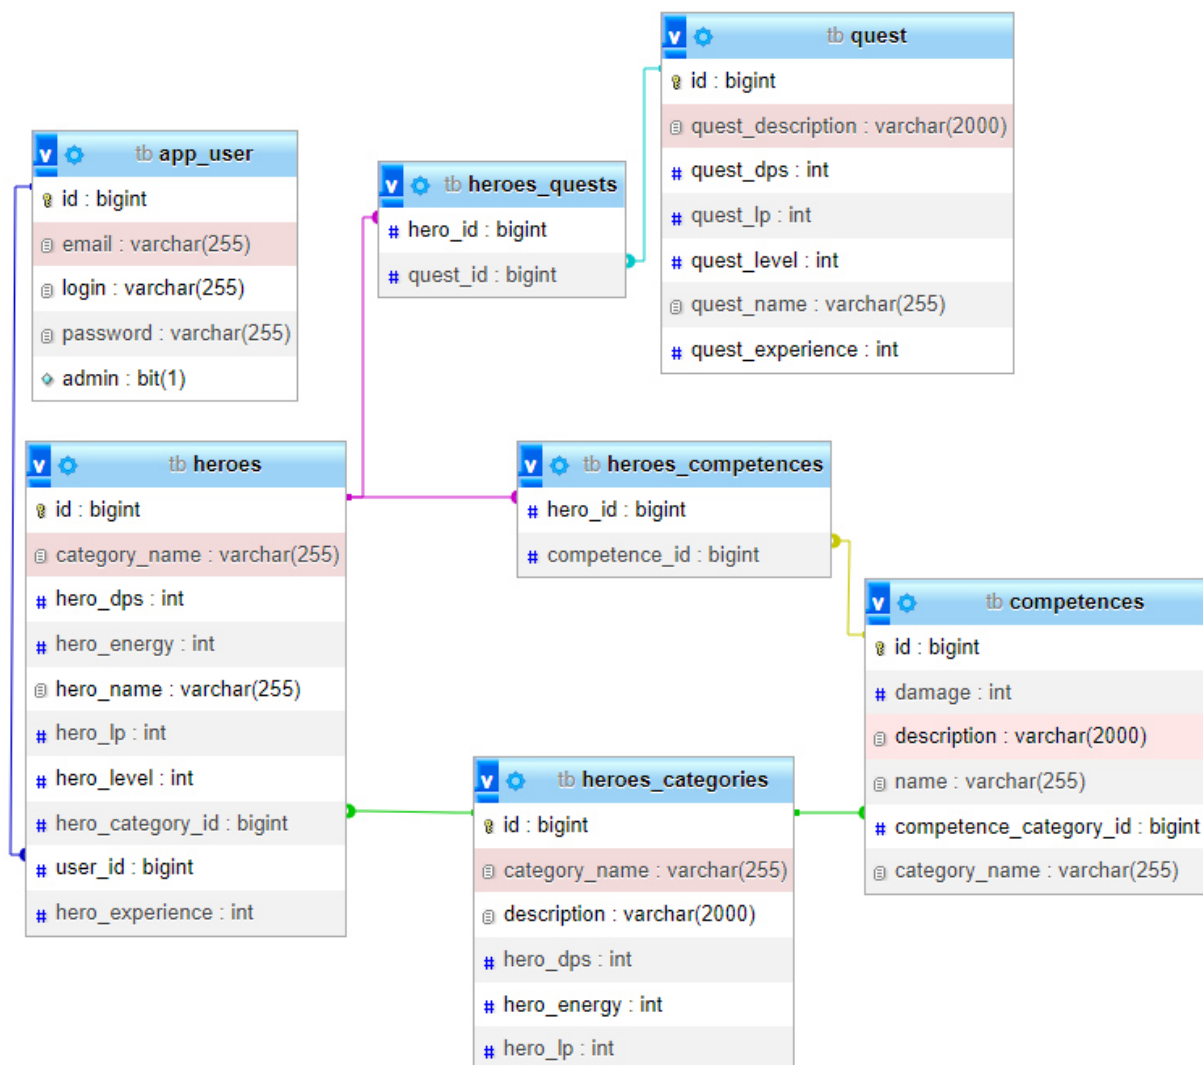 tb quest
id : bigint
quest_description : varchar(2000)
quest_dps : int
quest_lp : int
quest_level : int
quest_name : varchar(255)
quest_experience : int
v tb app_user
id : bigint
email : varchar(255)
login : varchar(255)
password : varchar(255)
admin : bit(1)
v tb heroes_quests
# hero_id : bigint
# quest_id : bigint
v tb heroes
id : bigint
category_name : varchar(255)
# hero_dps : int
# hero_energy : int
hero_name : varchar(255)
# hero_lp : int
# hero_level : int
# hero_category_id : bigint
# user_id : bigint
# hero_experience : int
v tb heroes_competences
# hero_id : bigint
# competence_id : bigint
v tb competences
id : bigint
# damage : int
description : varchar(2000)
name : varchar(255)
# competence_category_id : bigint
category_name : varchar(255)
v tb heroes_categories
id : bigint
category_name : varchar(255)
description : varchar(2000)
# hero_dps : int
# hero_energy : int
# hero_lp : int